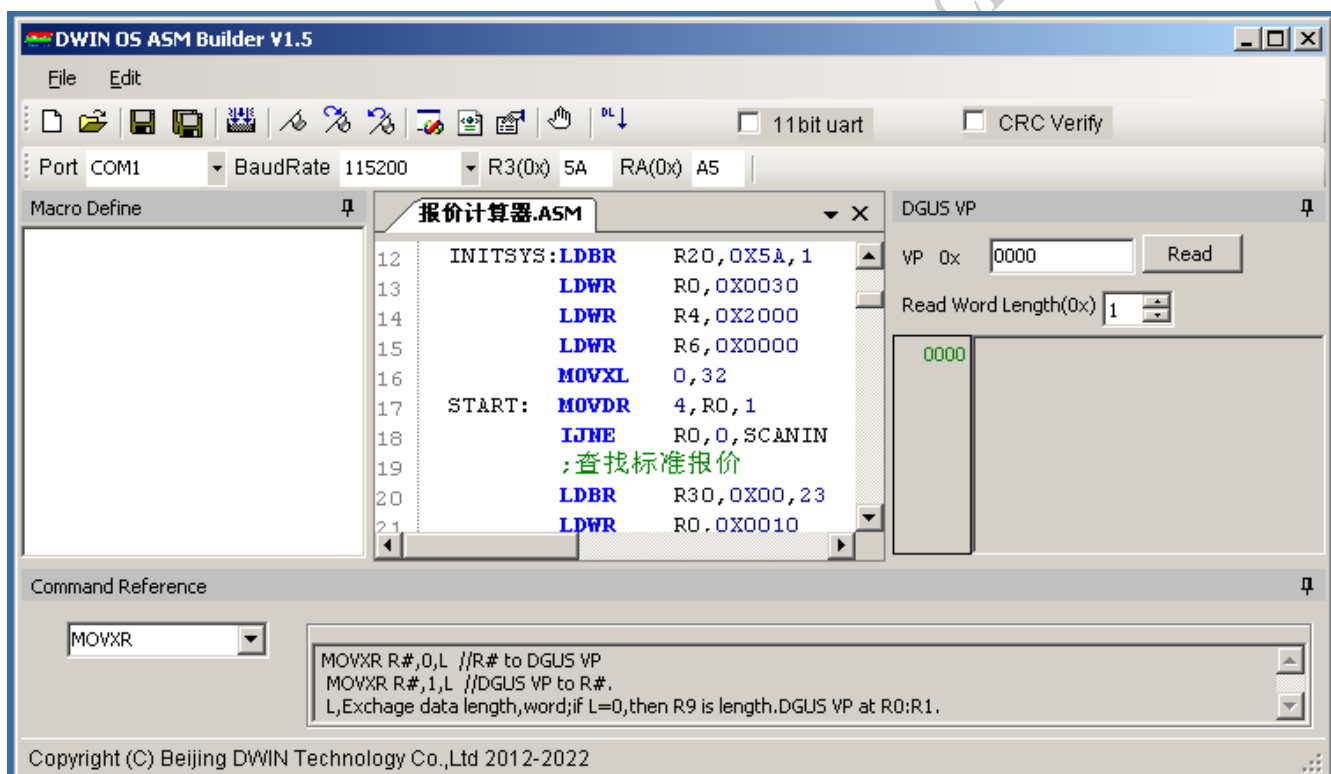 DWIN OS ASM Builder V1.5
File Edit
DL 11bit uart CRC Verify
Port COM1 BaudRate 115200 R3(0x) 5A RA(0x) A5
Macro Define
报价计算器.ASM
12 INITSYS:LDBR R20,0X5A,1
13 LDWR R0,0X0030
14 LDWR R4,0X2000
15 LDWR R6,0X0000
16 MOVXL 0,32
17 START: MOVDR 4,R0,1
18 IJNE R0,0,SCANIN
19 ;查找标准报价
20 LDBR R30,0X00,23
21 LDWR R0,0X0010
DGUS VP
VP 0x 0000 Read
Read Word Length(0x) 1
0000
Command Reference
MOVXR
MOVXR R#,0,L //R# to DGUS VP
MOVXR R#,1,L //DGUS VP to R#.
L,Exchage data length,word;if L=0,then R9 is length.DGUS VP at R0:R1.
Copyright (C) Beijing DWIN Technology Co.,Ltd 2012-2022